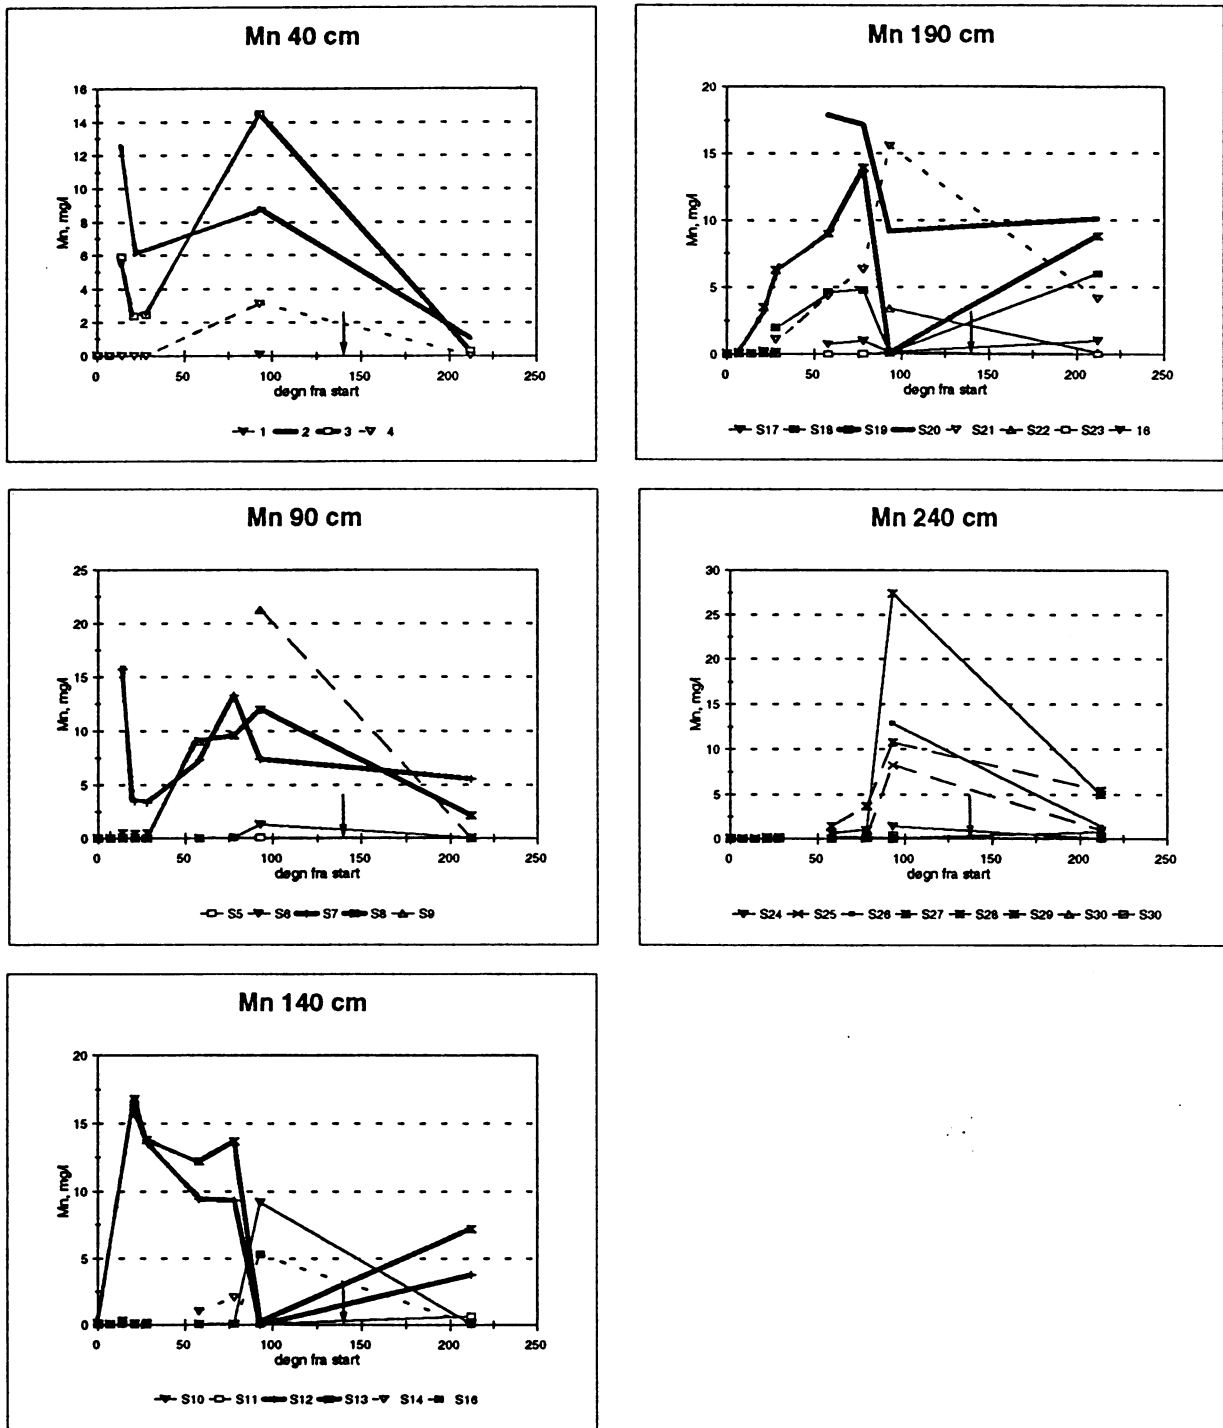 Mn 40 cm
Mn, mg/l
16
14
12
10
8
6
4
2
0
0 50 100 150 200 250
døgn fra start
1 2 3 4
Mn 190 cm
Mn, mg/l
20
15
10
5
0
0 50 100 150 200 250
døgn fra start
S17 S18 S19 S20 S21 S22 S23 16
Mn 90 cm
Mn, mg/l
25
20
15
10
5
0
0 50 100 150 200 250
døgn fra start
S5 S6 S7 S8 S9
Mn 240 cm
Mn, mg/l
30
25
20
15
10
5
0
0 50 100 150 200 250
døgn fra start
S24 S25 S26 S27 S28 S29 S30 S30
Mn 140 cm
Mn, mg/l
20
15
10
5
0
0 50 100 150 200 250
døgn fra start
S10 S11 S12 S13 S14 S16